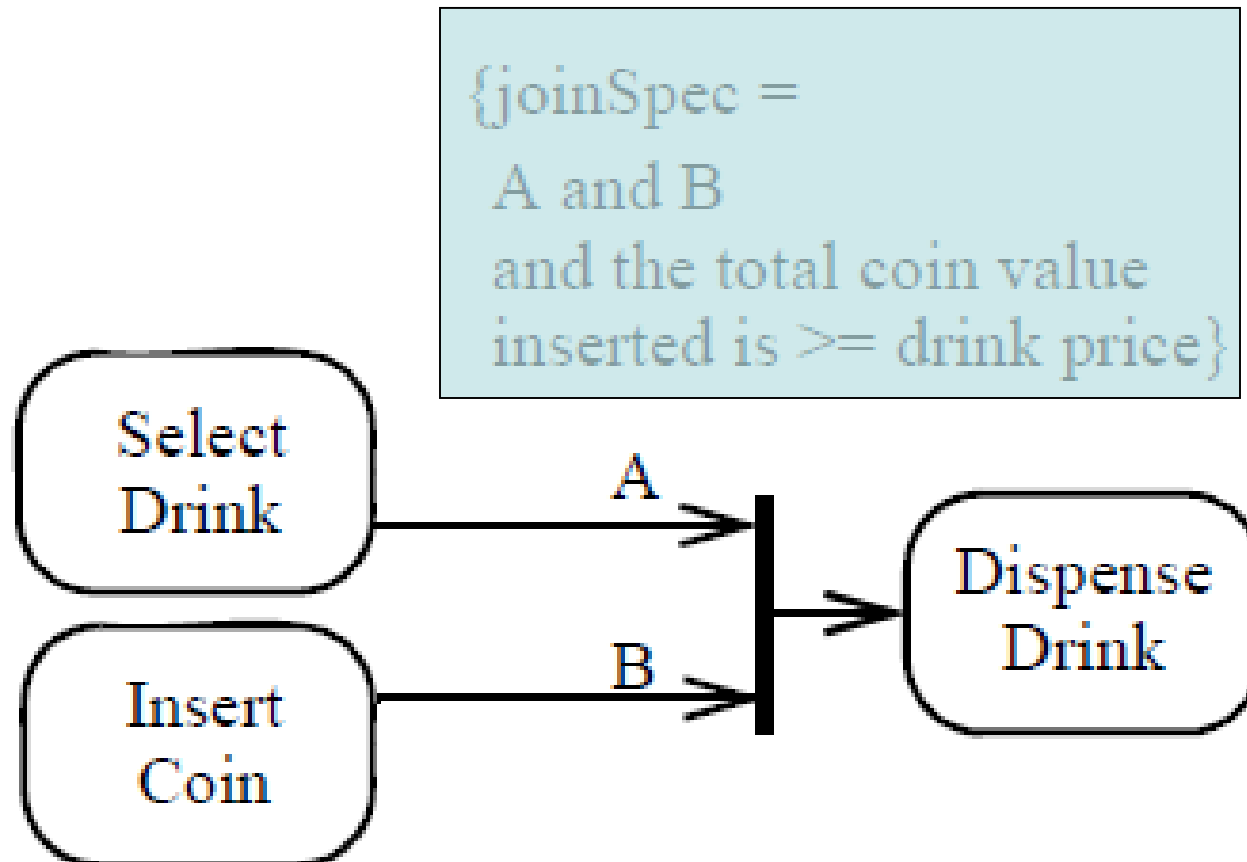 {joinSpec =
A and B
and the total coin value
inserted is >= drink price}
Select
Drink
A
Dispense
Drink
B
Insert
Coin